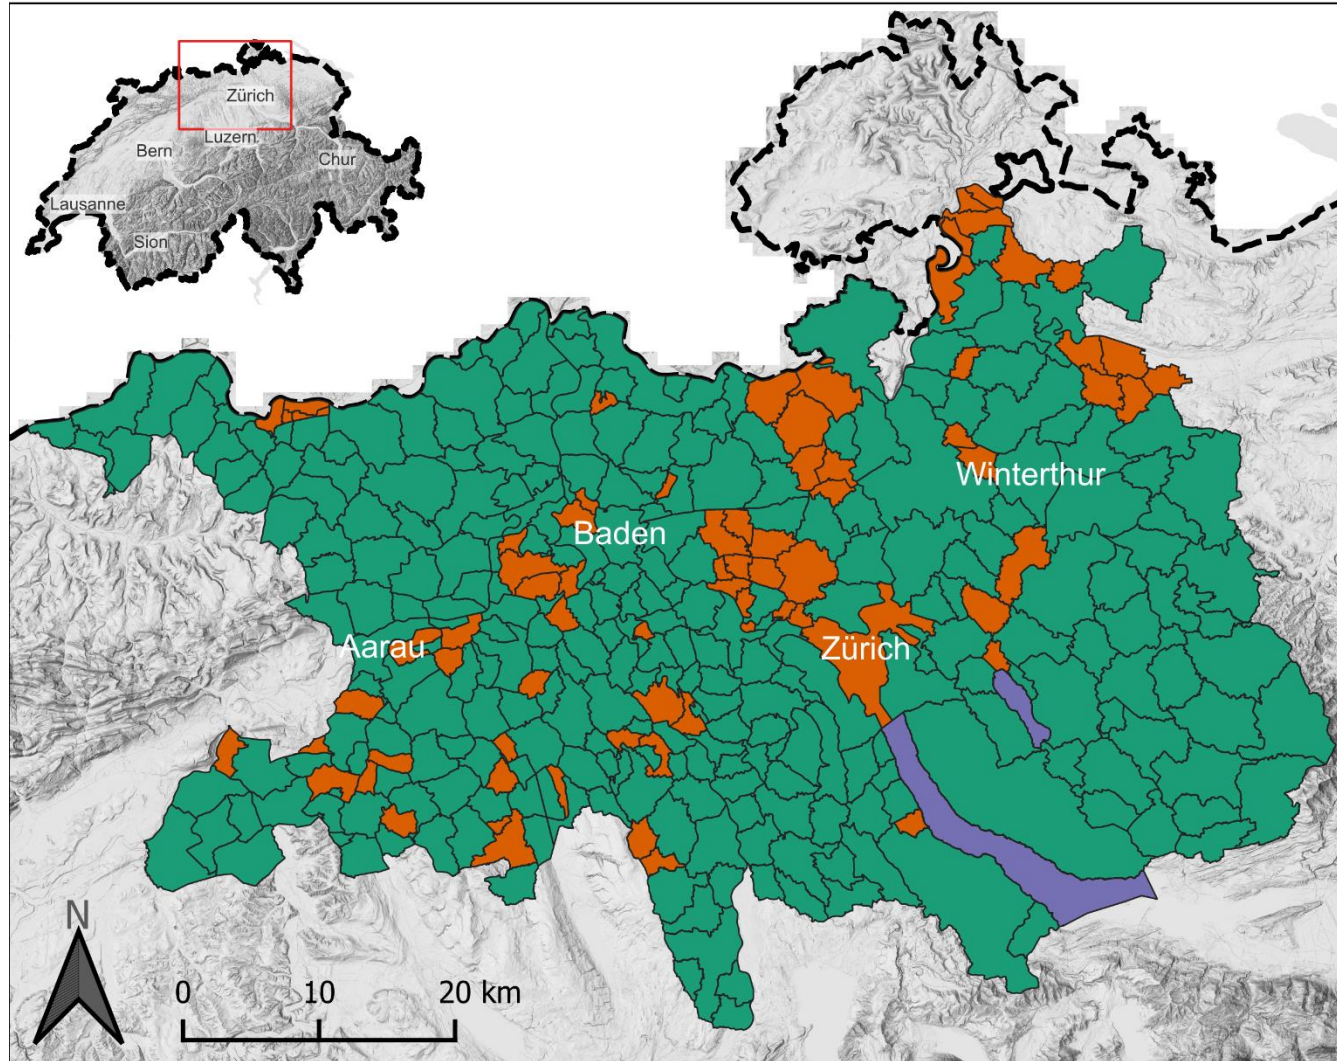 Zürich
Luzern
Bern
Chur
Lausanne
Sion
Winterthur
Baden
Aarau
Zürich
N
0 10 20 km